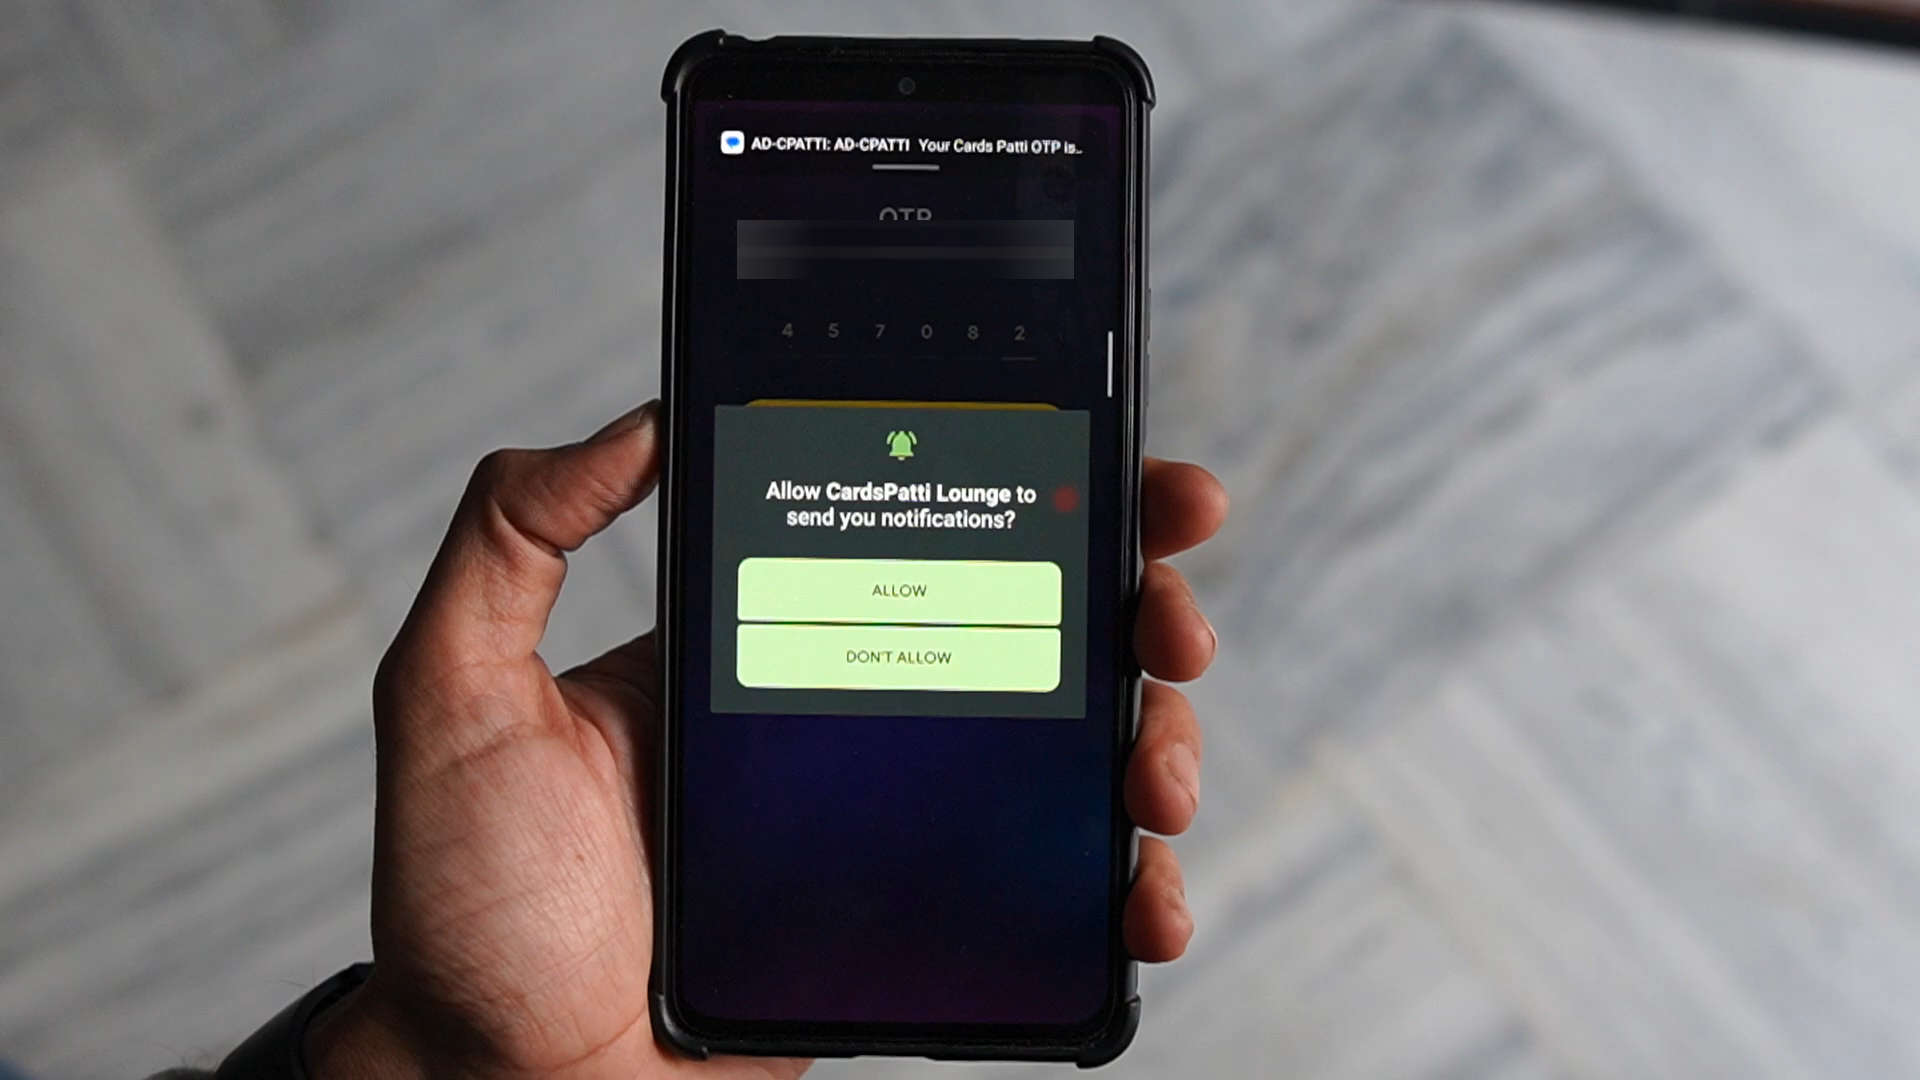 AD-CPATTI: AD-CPATTI Your Cards Patti OTP is..
OTP
4 5 7 0 8 2
Allow CardsPatti Lounge to
send you notifications?
ALLOW
DON'T ALLOW